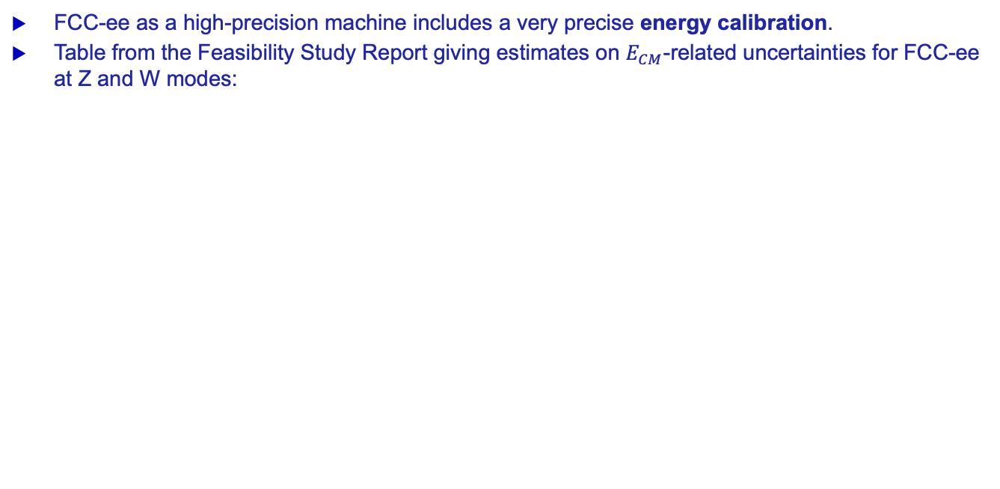 FCC-ee as a high-precision machine includes a very precise energy calibration.
Table from the Feasibility Study Report giving estimates on E_CM-related uncertainties for FCC-ee
at Z and W modes: